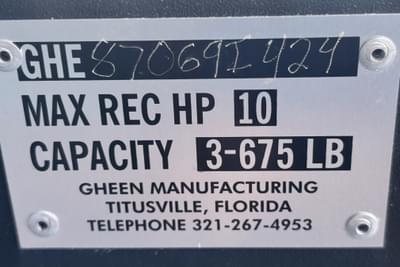 GHE 87069I424
MAX REC HP 10
CAPACITY 3-675 LB
GHEEN MANUFACTURING
TITUSVILLE, FLORIDA
TELEPHONE 321-267-4953